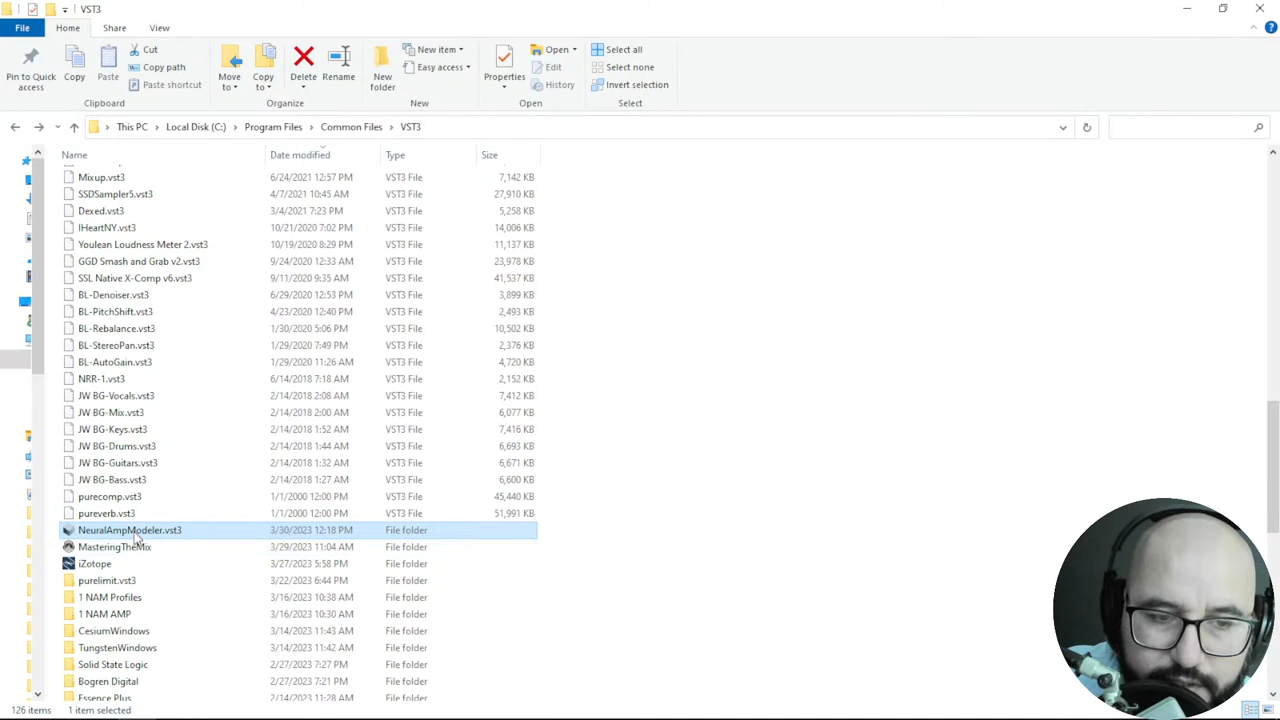 VST3
File Home Share View
Pin to Quick access
Copy
Paste
Cut
Copy path
Paste shortcut
Clipboard
Move to
Copy to
Delete
Rename
Organize
New folder
New item
Easy access
New
Properties
Open
Edit
History
Open
Select all
Select none
Invert selection
Select
This PC > Local Disk (C:) > Program Files > Common Files > VST3
Name Date modified Type Size
Mixup.vst3 6/24/2021 12:57 PM VST3 File 7,142 KB
SSDSampler5.vst3 4/7/2021 10:45 AM VST3 File 27,910 KB
Dexed.vst3 3/4/2021 7:23 PM VST3 File 5,258 KB
IHeartNY.vst3 10/21/2020 7:02 PM VST3 File 14,006 KB
Youlean Loudness Meter 2.vst3 10/19/2020 8:29 PM VST3 File 11,137 KB
GGD Smash and Grab v2.vst3 9/24/2020 12:33 AM VST3 File 23,978 KB
SSL Native X-Comp v6.vst3 9/11/2020 9:35 AM VST3 File 41,537 KB
BL-Denoiser.vst3 6/29/2020 12:53 PM VST3 File 3,899 KB
BL-PitchShift.vst3 4/23/2020 12:40 PM VST3 File 2,493 KB
BL-Rebalance.vst3 1/30/2020 5:06 PM VST3 File 10,502 KB
BL-StereoPan.vst3 1/29/2020 7:49 PM VST3 File 2,376 KB
BL-AutoGain.vst3 1/29/2020 11:26 AM VST3 File 4,720 KB
NRR-1.vst3 6/14/2018 7:18 AM VST3 File 2,152 KB
JW BG-Vocals.vst3 2/14/2018 2:08 AM VST3 File 7,412 KB
JW BG-Mix.vst3 2/14/2018 2:00 AM VST3 File 6,077 KB
JW BG-Keys.vst3 2/14/2018 1:52 AM VST3 File 7,416 KB
JW BG-Drums.vst3 2/14/2018 1:44 AM VST3 File 6,693 KB
JW BG-Guitars.vst3 2/14/2018 1:32 AM VST3 File 6,671 KB
JW BG-Bass.vst3 2/14/2018 1:27 AM VST3 File 6,600 KB
purecomp.vst3 1/1/2000 12:00 PM VST3 File 45,440 KB
pureverb.vst3 1/1/2000 12:00 PM VST3 File 51,991 KB
NeuralAmpModeler.vst3 3/30/2023 12:18 PM File folder
MasteringTheMix 3/29/2023 11:04 AM File folder
iZotope 3/27/2023 5:58 PM File folder
purelimit.vst3 3/22/2023 6:44 PM File folder
1 NAM Profiles 3/16/2023 10:38 AM File folder
1 NAM AMP 3/16/2023 10:30 AM File folder
CesiumWindows 3/14/2023 11:43 AM File folder
TungstenWindows 3/14/2023 11:42 AM File folder
Solid State Logic 2/27/2023 7:27 PM File folder
Bogren Digital 2/27/2023 7:21 PM File folder
Essence Plus 2/14/2023 11:28 AM File folder
126 items 1 item selected